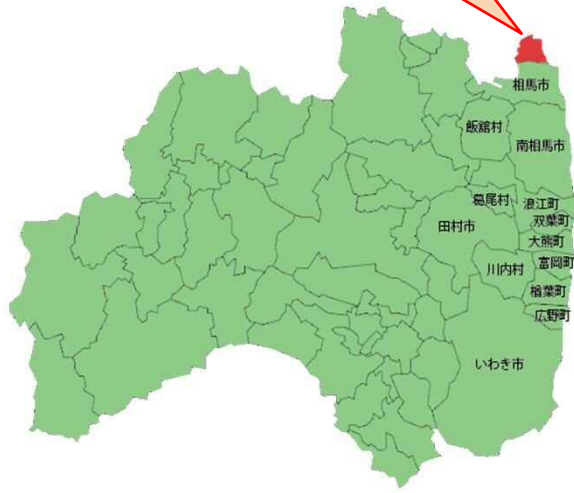 相馬市
飯舘村
南相馬市
葛尾村
浪江町
双葉町
田村市
大熊町
富岡町
川内村
楢葉町
広野町
いわき市